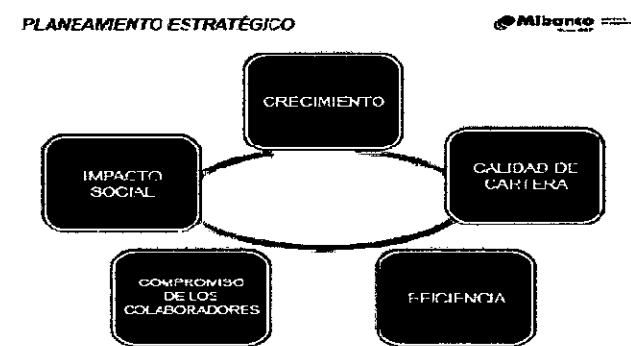 PLANEAMIENTO ESTRATÉGICO
Mibanco
CRECIMIENTO
IMPACTO
SOCIAL
CALIDAD DE
CARTERA
COMPROMISO
DE LOS
COLABORADORES
EFICIENCIA